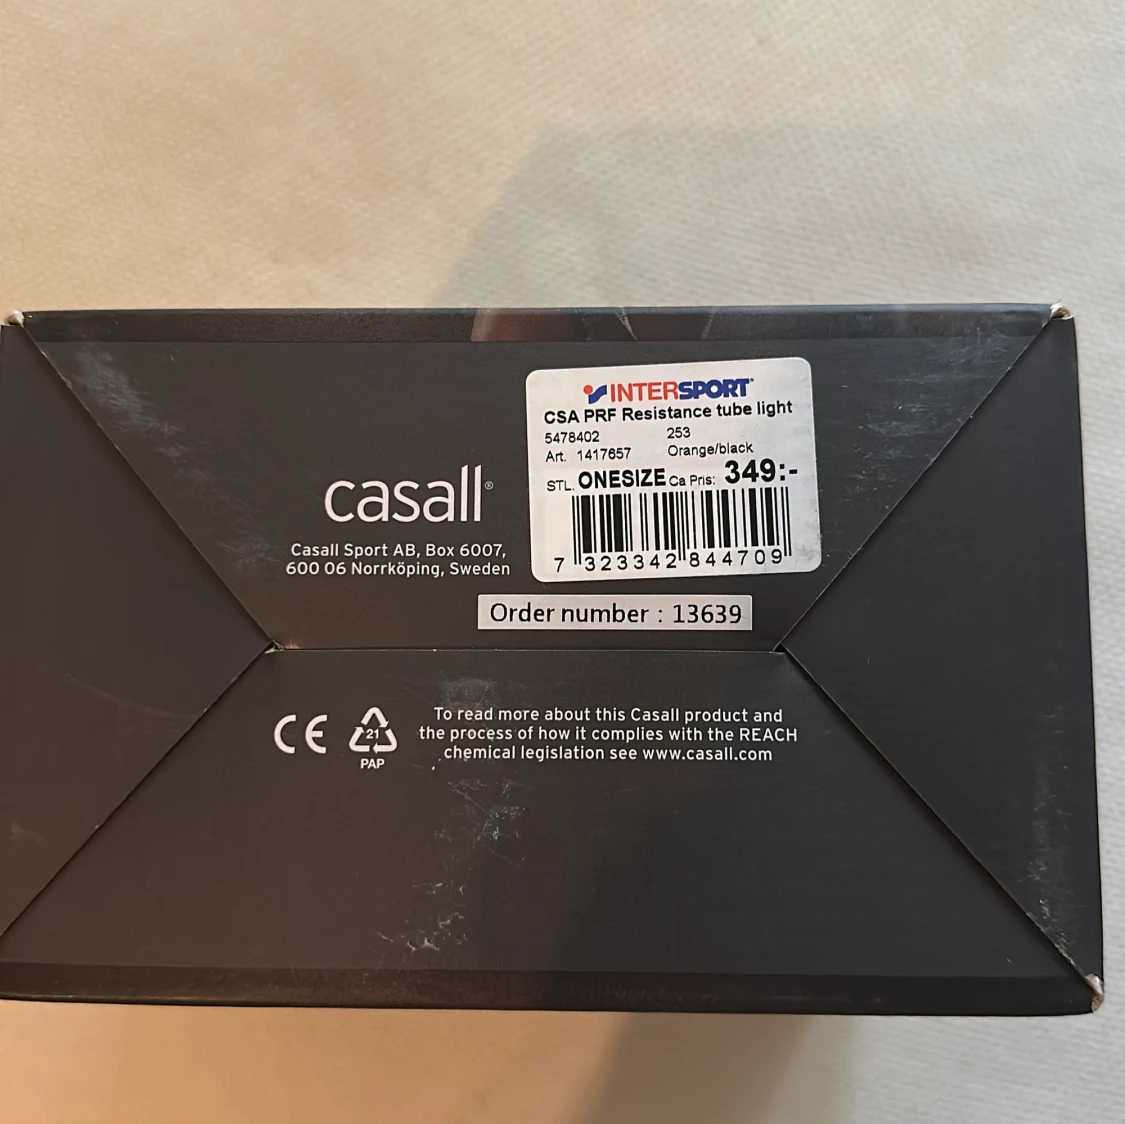 INTERSPORT
CSA PRF Resistance tube light
5478402 253
Art. 1417657 Orange/black
STL. ONESIZE Ca Pris: 349:-
7 323342 844709
casall®
Casall Sport AB, Box 6007,
600 06 Norrköping, Sweden
Order number : 13639
CE
21
PAP
To read more about this Casall product and
the process of how it complies with the REACH
chemical legislation see www.casall.com